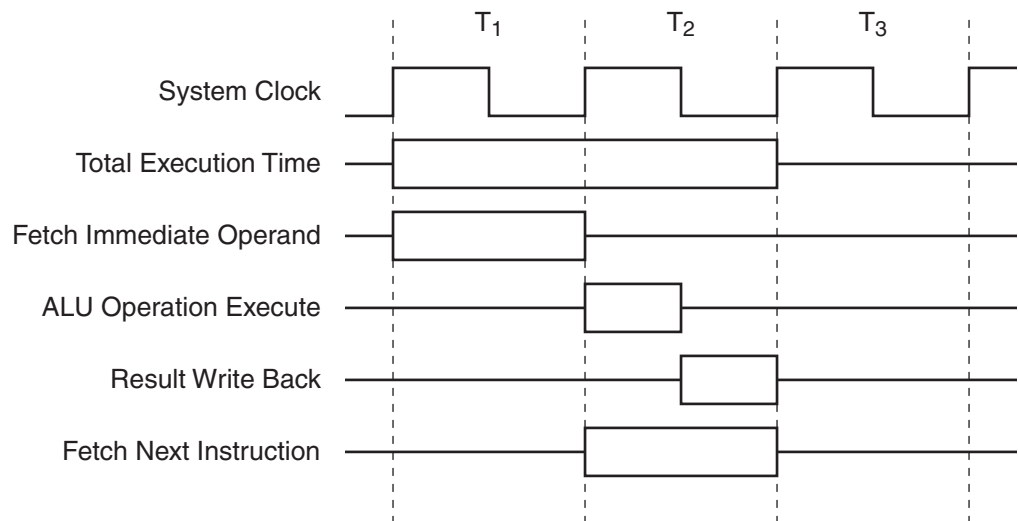 T1 T2 T3
System Clock
Total Execution Time
Fetch Immediate Operand
ALU Operation Execute
Result Write Back
Fetch Next Instruction